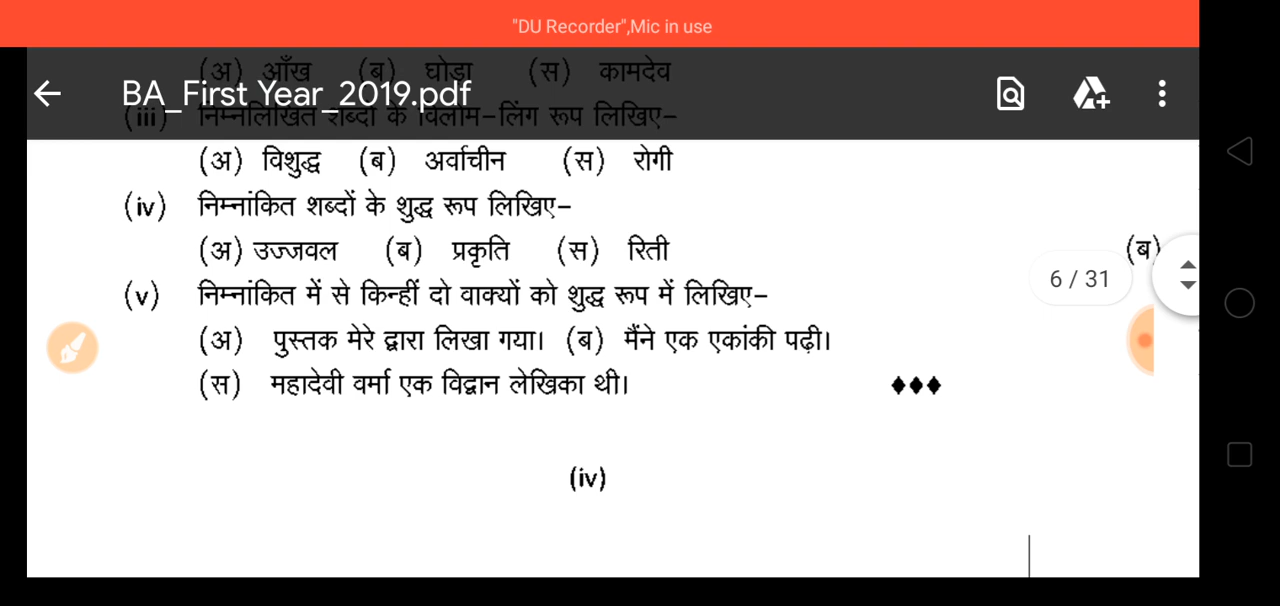 "DU Recorder",Mic in use
(अ) आँख (ब) घोड़ा (स) कामदेव
BA_First Year_2019.pdf
(iii) निम्नलिखित शब्दों के विलोम-लिंग रूप लिखिए-
(अ) विशुद्ध (ब) अर्वाचीन (स) रोगी
(iv) निम्नांकित शब्दों के शुद्ध रूप लिखिए-
(अ) उज्जवल (ब) प्रकृति (स) रिती
(ब)
6 / 31
(v) निम्नांकित में से किन्हीं दो वाक्यों को शुद्ध रूप में लिखिए-
(अ) पुस्तक मेरे द्वारा लिखा गया। (ब) मैंने एक एकांकी पढ़ी।
(स) महादेवी वर्मा एक विद्वान लेखिका थी।
(iv)